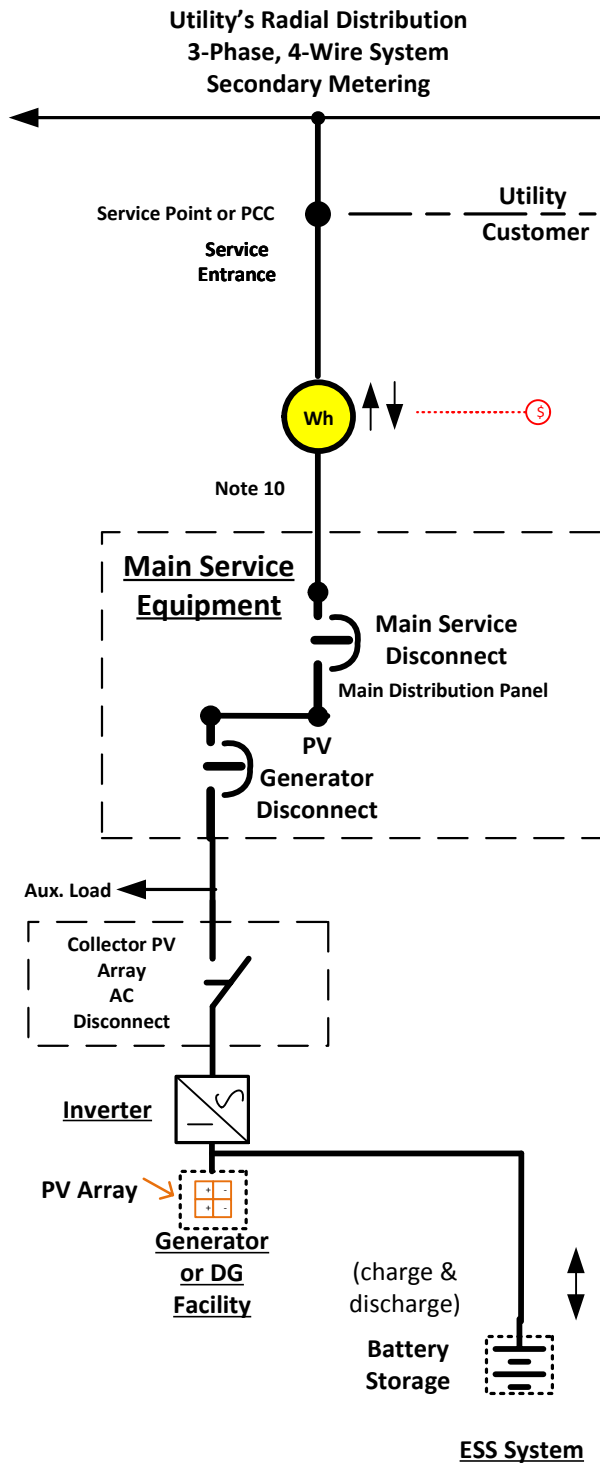 Utility’s Radial Distribution
3-Phase, 4-Wire System
Secondary Metering
Service Point or PCC
Utility
Customer
Service
Entrance
Wh
$
Note 10
Main Service
Equipment
Main Service
Disconnect
Main Distribution Panel
PV
Generator
Disconnect
Aux. Load
Collector PV
Array
AC
Disconnect
Inverter
PV Array
+ -
+ -
Generator
or DG
Facility
(charge &
discharge)
Battery
Storage
ESS System